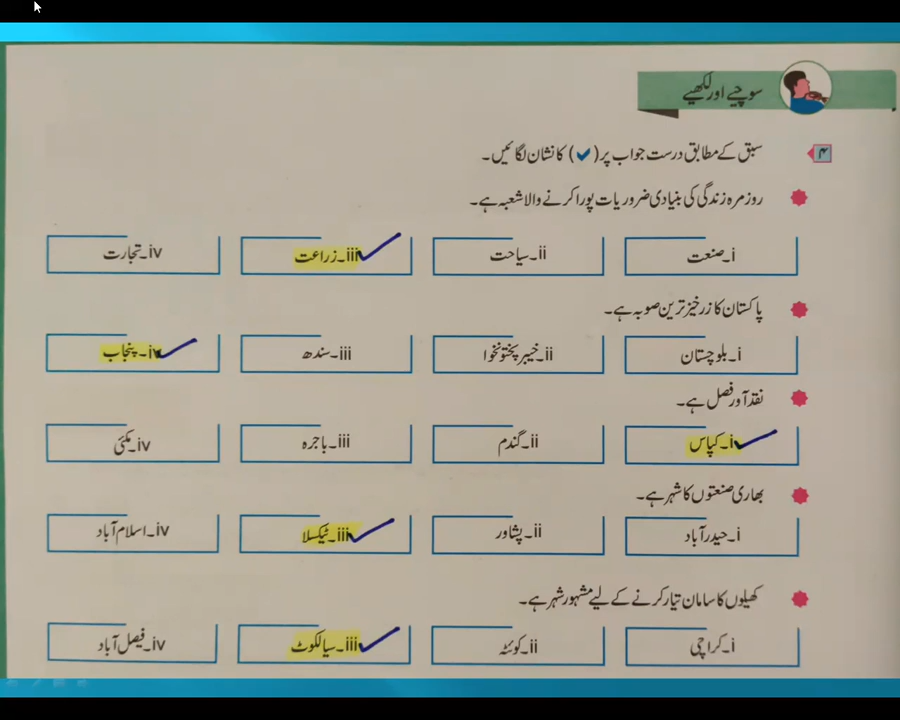 سوچیے اور لکھیے
۴ سبق کے مطابق درست جواب پر (✔) کا نشان لگائیں۔
روزمرہ زندگی کی بنیادی ضروریات پورا کرنے والا شعبہ ہے۔
i۔صنعت ii۔سیاحت iii۔زراعت iv۔تجارت
پاکستان کا زرخیز ترین صوبہ ہے۔
i۔بلوچستان ii۔خیبر پختونخوا iii۔سندھ iv۔پنجاب
نقد آور فصل ہے۔
i۔کپاس ii۔گندم iii۔باجرہ iv۔مکئی
بھاری صنعتوں کا شہر ہے۔
i۔حیدرآباد ii۔پشاور iii۔ٹیکسلا iv۔اسلام آباد
کھیلوں کا سامان تیار کرنے کے لیے مشہور شہر ہے۔
i۔کراچی ii۔کوئٹہ iii۔سیالکوٹ iv۔فیصل آباد